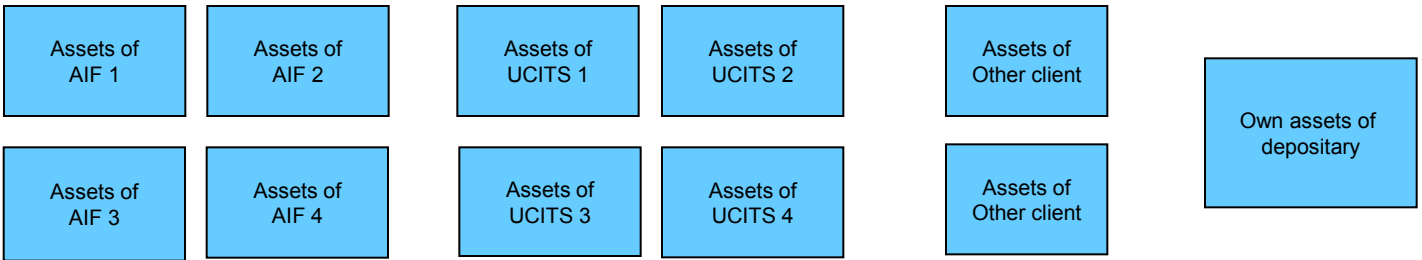 Assets of
AIF 1
Assets of
AIF 2
Assets of
UCITS 1
Assets of
UCITS 2
Assets of
Other client
Own assets of
depositary
Assets of
AIF 3
Assets of
AIF 4
Assets of
UCITS 3
Assets of
UCITS 4
Assets of
Other client